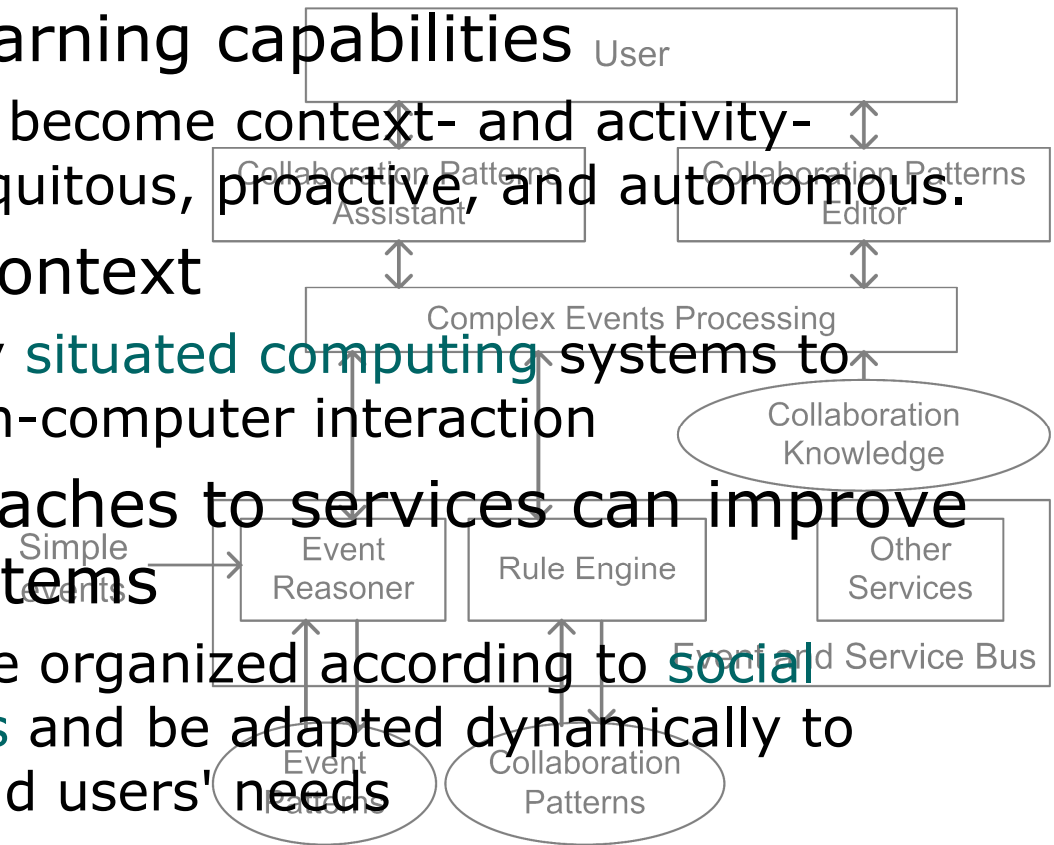 arning capabilities
User
become context- and activity-
quitous, proactive, and autonomous.
Collaboration Patterns
Assistant
Collaboration Patterns
Editor
ontext
Complex Events Processing
situated computing systems to
n-computer interaction
Collaboration
Knowledge
aches to services can improve
tems
Simple
events
Event
Reasoner
Rule Engine
Other
Services
e organized according to social
Event and Service Bus
s and be adapted dynamically to
d users' needs
Event
Patterns
Collaboration
Patterns